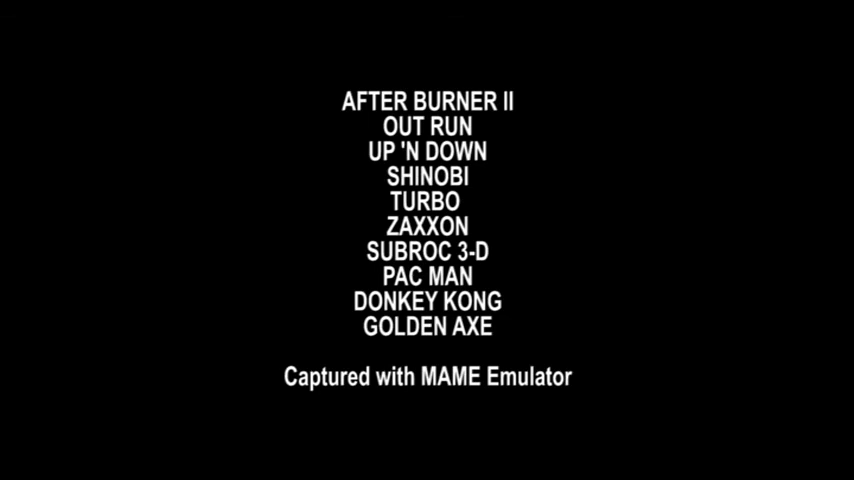 AFTER BURNER II
OUT RUN
UP 'N DOWN
SHINOBI
TURBO
ZAXXON
SUBROC 3-D
PAC MAN
DONKEY KONG
GOLDEN AXE
Captured with MAME Emulator